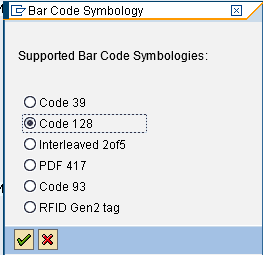 Bar Code Symbology
Supported Bar Code Symbologies:
Code 39
Code 128
Interleaved 2of5
PDF 417
Code 93
RFID Gen2 tag